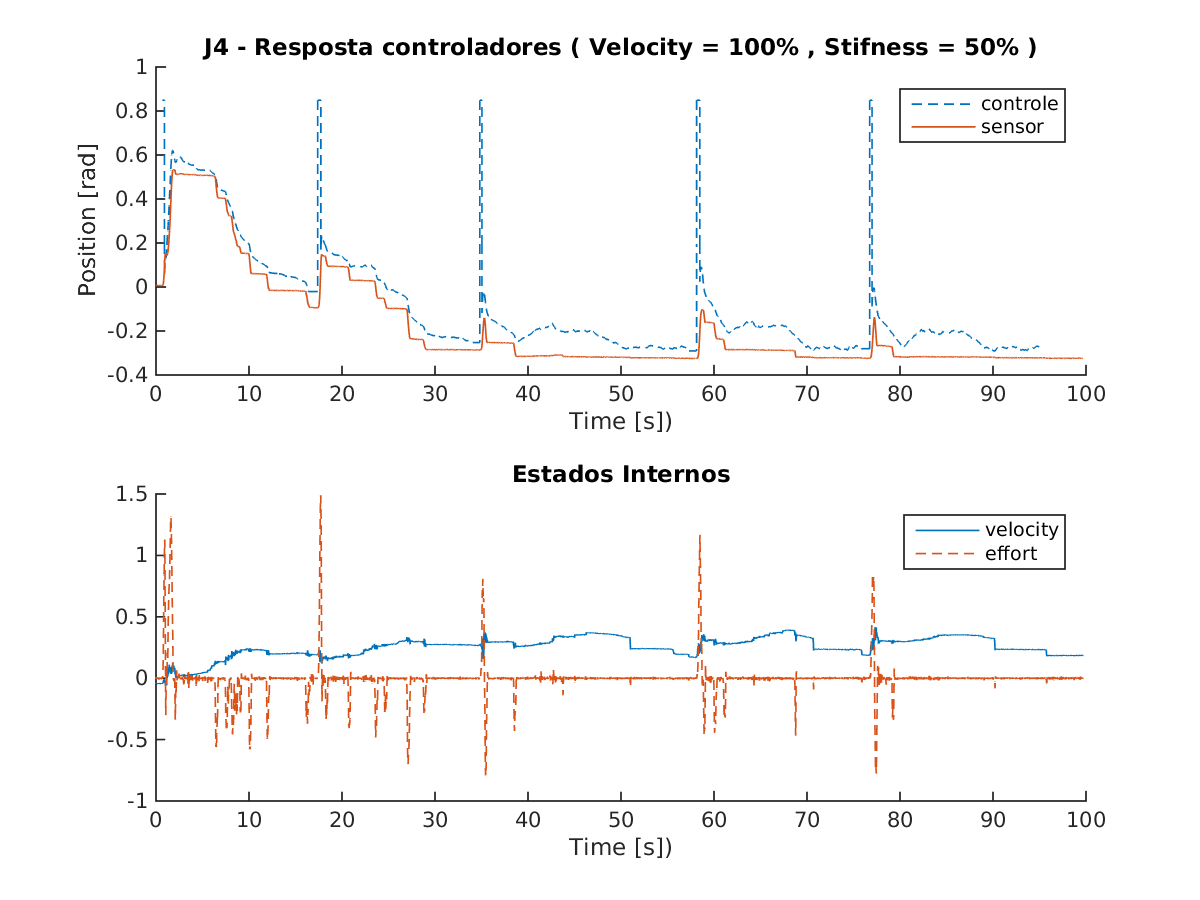 J4 - Resposta controladores ( Velocity = 100% , Stifness = 50% )
1
0.8
0.6
0.4
0.2
0
-0.2
-0.4
Position [rad]
controle
sensor
0 10 20 30 40 50 60 70 80 90 100
Time [s])
Estados Internos
1.5
1
0.5
0
-0.5
-1
velocity
effort
0 10 20 30 40 50 60 70 80 90 100
Time [s])